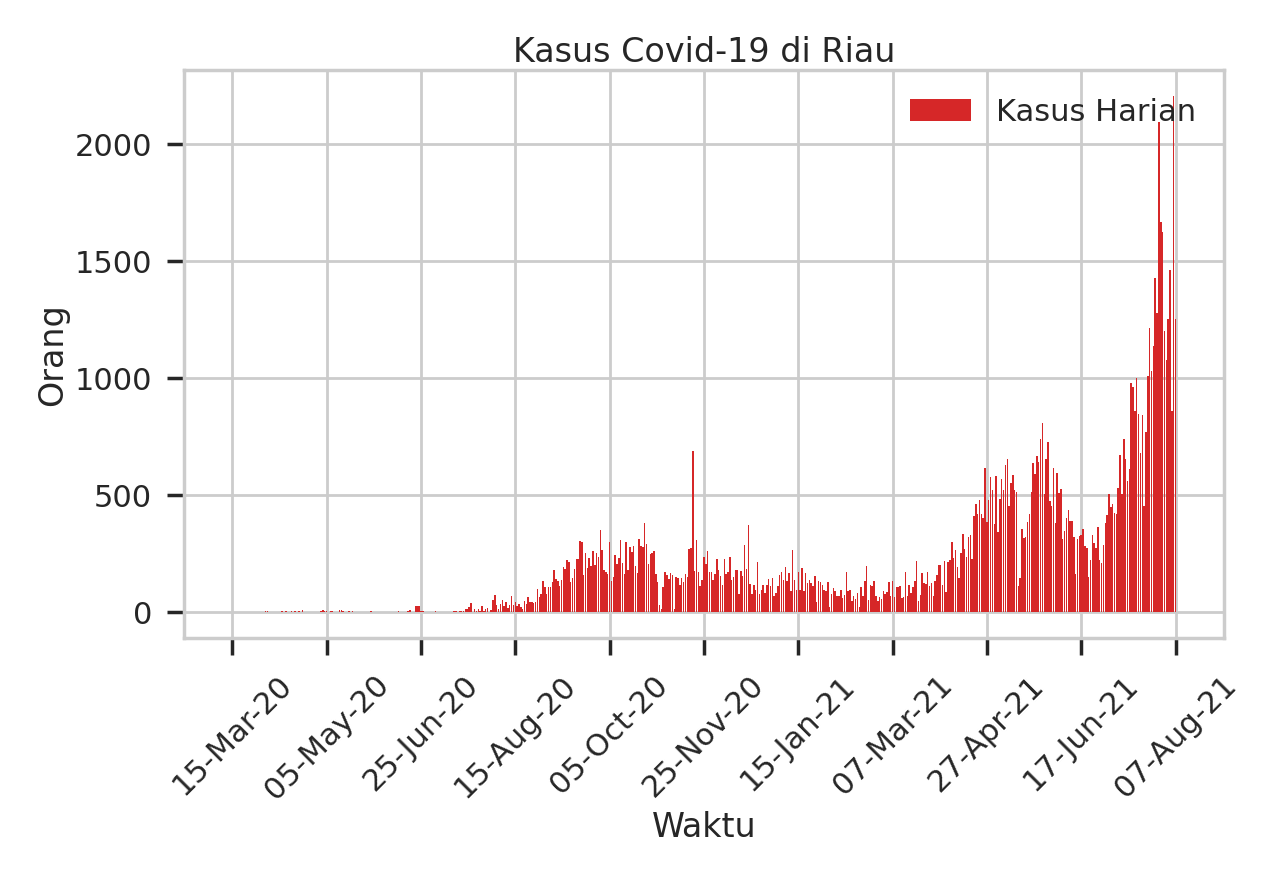 Kasus Covid-19 di Riau
Kasus Harian
Orang
2000
1500
1000
500
0
15-Mar-20
05-May-20
25-Jun-20
15-Aug-20
05-Oct-20
25-Nov-20
15-Jan-21
07-Mar-21
27-Apr-21
17-Jun-21
07-Aug-21
Waktu